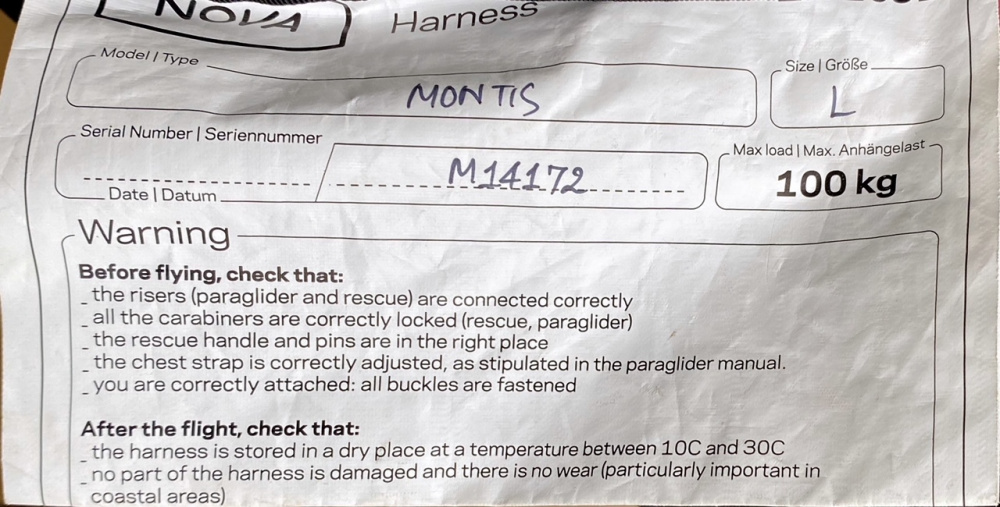 NOVA Harness
Model | Type
MONTIS
Size | Größe
L
Serial Number | Seriennummer
M14172
Date | Datum
Max load | Max. Anhängelast
100 kg
Warning
Before flying, check that:
_ the risers (paraglider and rescue) are connected correctly
_ all the carabiners are correctly locked (rescue, paraglider)
_ the rescue handle and pins are in the right place
_ the chest strap is correctly adjusted, as stipulated in the paraglider manual.
_ you are correctly attached: all buckles are fastened
After the flight, check that:
_ the harness is stored in a dry place at a temperature between 10C and 30C
_ no part of the harness is damaged and there is no wear (particularly important in
coastal areas)